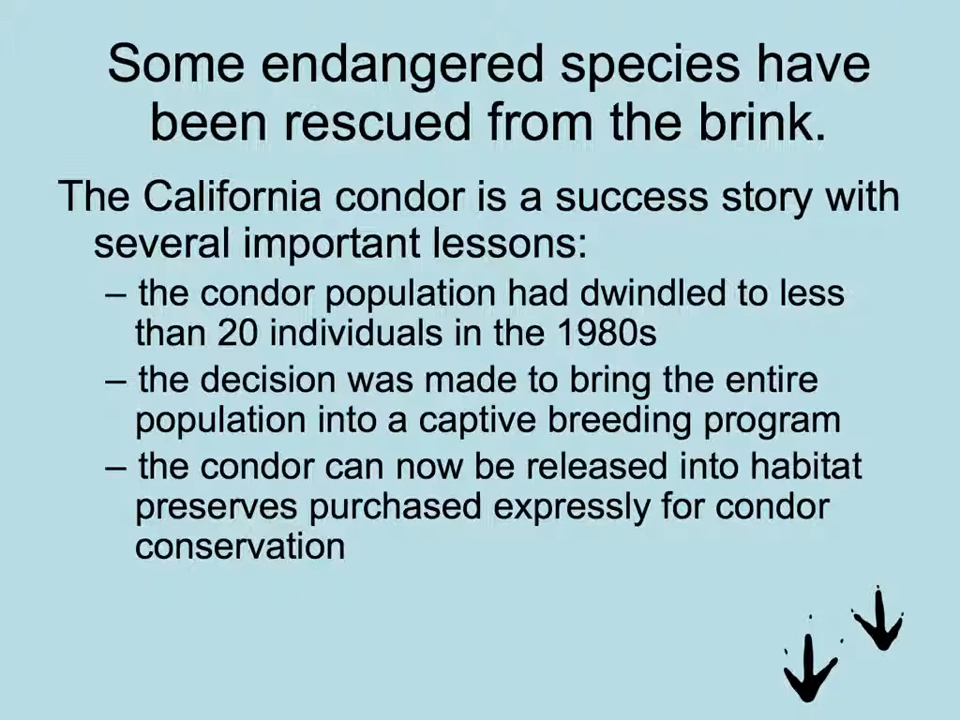 Some endangered species have
been rescued from the brink.
The California condor is a success story with
several important lessons:
– the condor population had dwindled to less
than 20 individuals in the 1980s
– the decision was made to bring the entire
population into a captive breeding program
– the condor can now be released into habitat
preserves purchased expressly for condor
conservation